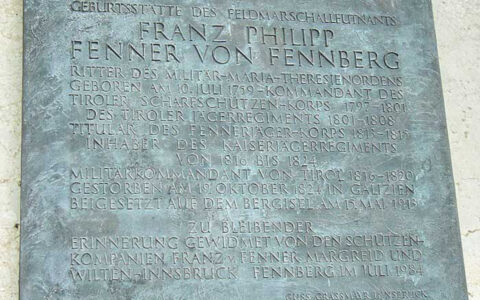 GEBURTSSTÄTTE DES FELDMARSCHALLEUTNANTS
FRANZ PHILIPP
FENNER VON FENNBERG
RITTER DES MILITÄR-MARIA-THERESIENORDENS
GEBOREN AM 10. JULI 1759 - KOMMANDANT DES
TIROLER SCHARFSCHÜTZEN-KORPS 1797-1801
DES TIROLER JÄGERREGIMENTS 1801-1808
TITULAR DES FENNERJÄGER-KORPS 1813-1815
INHABER DES KAISERJÄGERREGIMENTS
VON 1816 BIS 1824
MILITÄRKOMMANDANT VON TIROL 1816-1820
GESTORBEN AM 19. OKTOBER 1824 IN GALIZIEN
BEIGESETZT AUF DEM BERGISEL AM 15. MAI 1913
ZU BLEIBENDER
ERINNERUNG GEWIDMET VON DEN SCHÜTZEN-
KOMPANIEN FRANZ v. FENNER MARGREID UND
WILTEN-INNSBRUCK FENNBERG IM JULI 1984
GUSS: GRASSMAYR INNSBRUCK